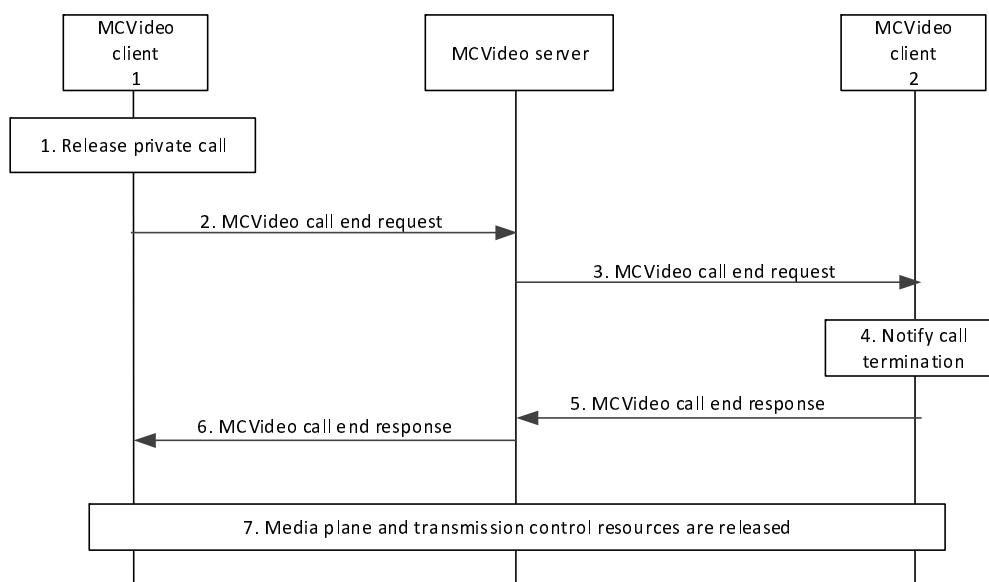 MCVideo
client
1
MCVideo server
MCVideo
client
2
1. Release private call
2. MCVideo call end request
3. MCVideo call end request
4. Notify call
termination
5. MCVideo call end response
6. MCVideo call end response
7. Media plane and transmission control resources are released